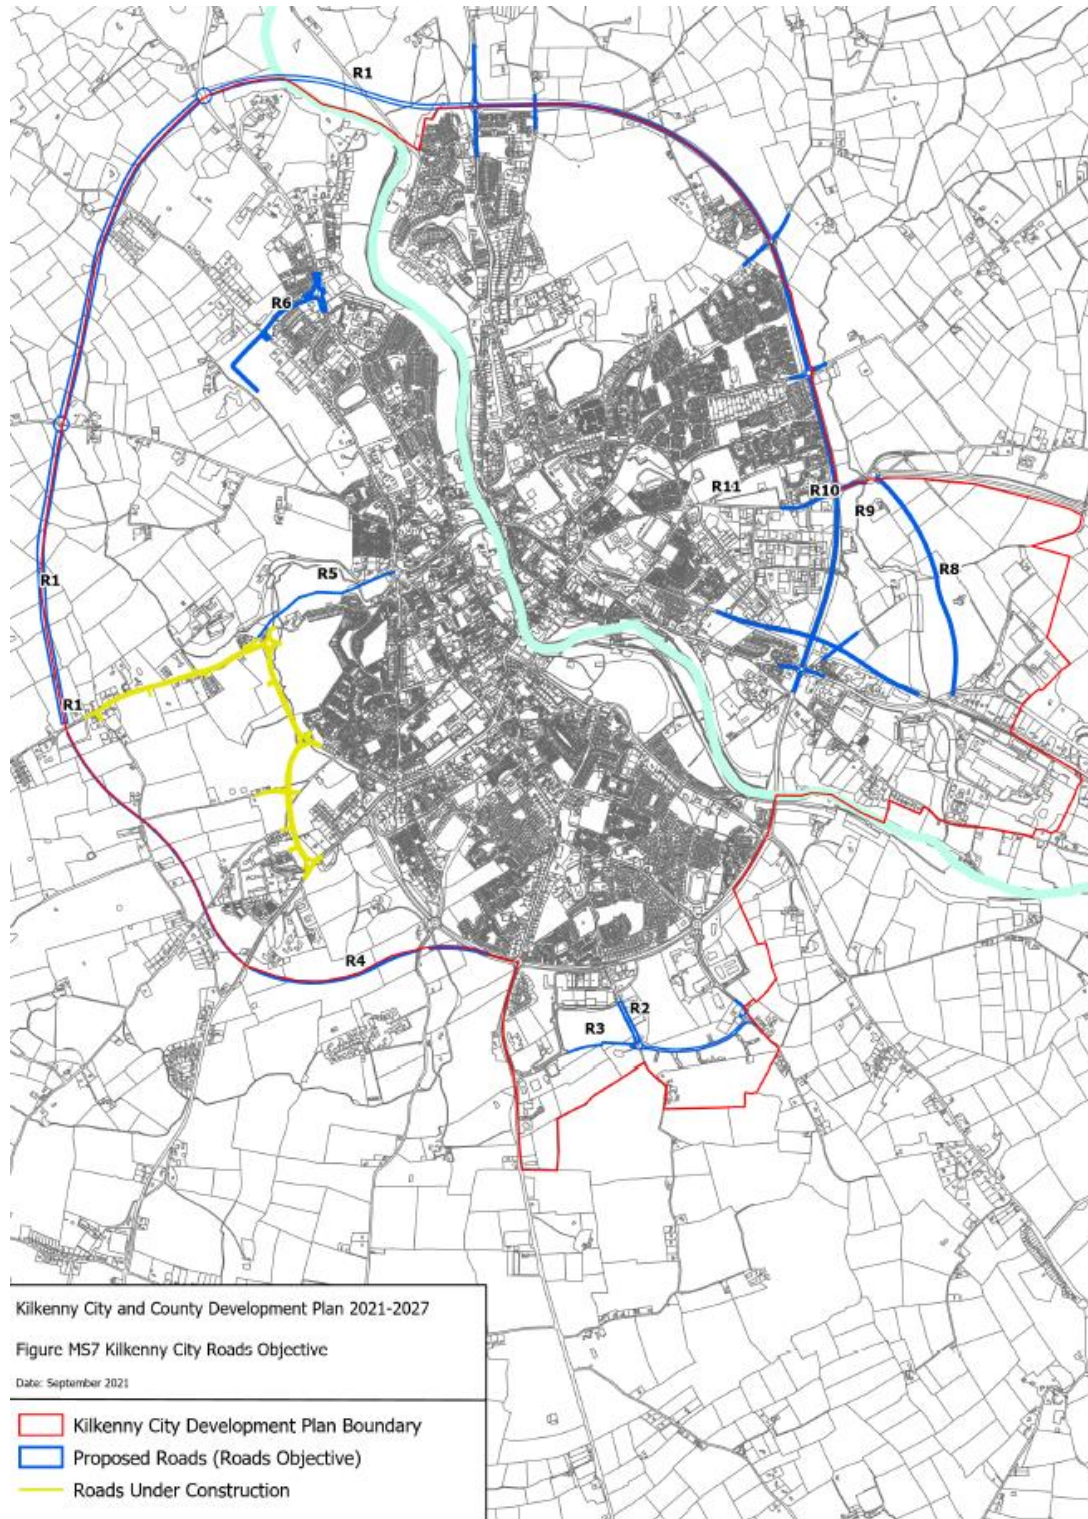 R1
R6
R11
R10
R9
R8
R5
R1
R1
R4
R2
R3
Kilkenny City and County Development Plan 2021-2027
Figure MS7 Kilkenny City Roads Objective
Date: September 2021
Kilkenny City Development Plan Boundary
Proposed Roads (Roads Objective)
Roads Under Construction